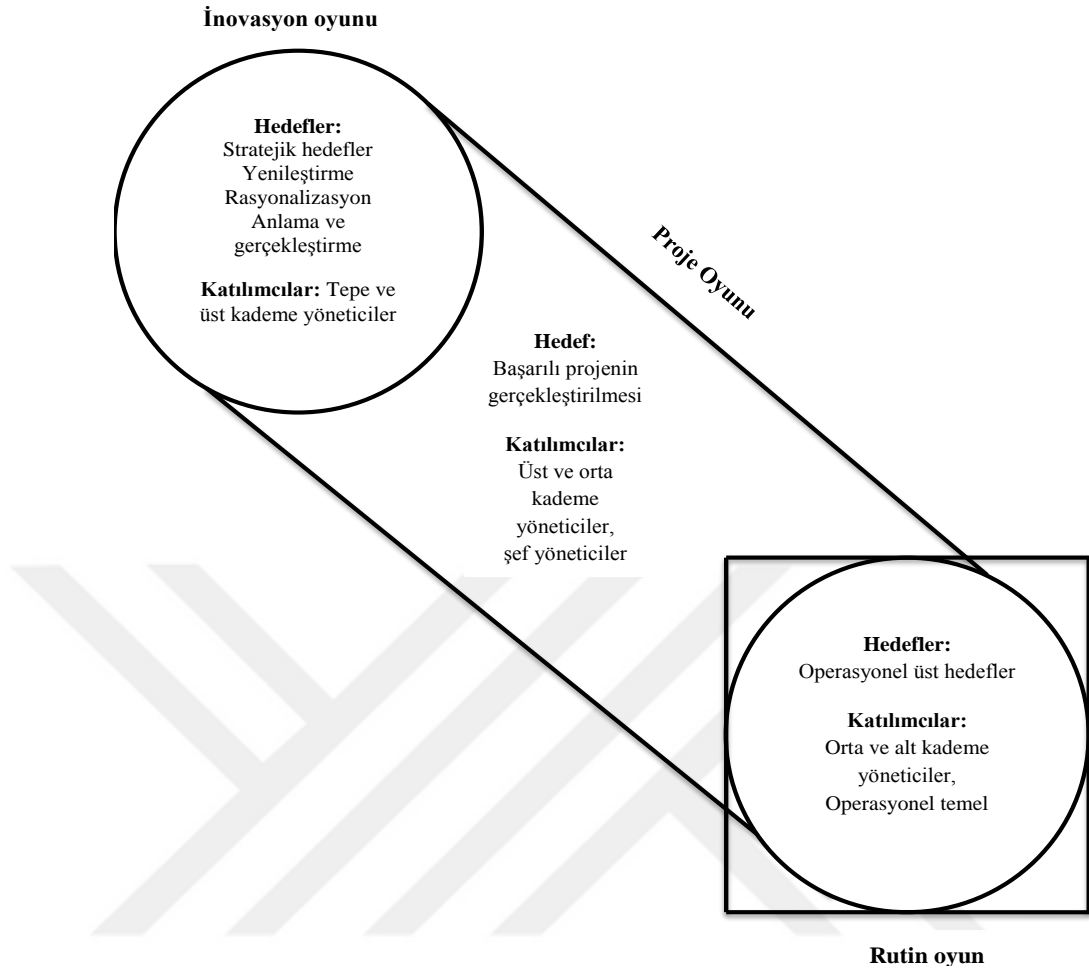 İnovasyon oyunu
Hedefler:
Stratejik hedefler
Yenileştirme
Rasyonalizasyon
Anlama ve
gerçekleştirme
Katılımcılar: Tepe ve
üst kademe yöneticiler
Proje Oyunu
Hedef:
Başarılı projenin
gerçekleştirilmesi
Katılımcılar:
Üst ve orta
kademe
yöneticiler,
şef yöneticiler
Hedefler:
Operasyonel üst hedefler
Katılımcılar:
Orta ve alt kademe
yöneticiler,
Operasyonel temel
Rutin oyun